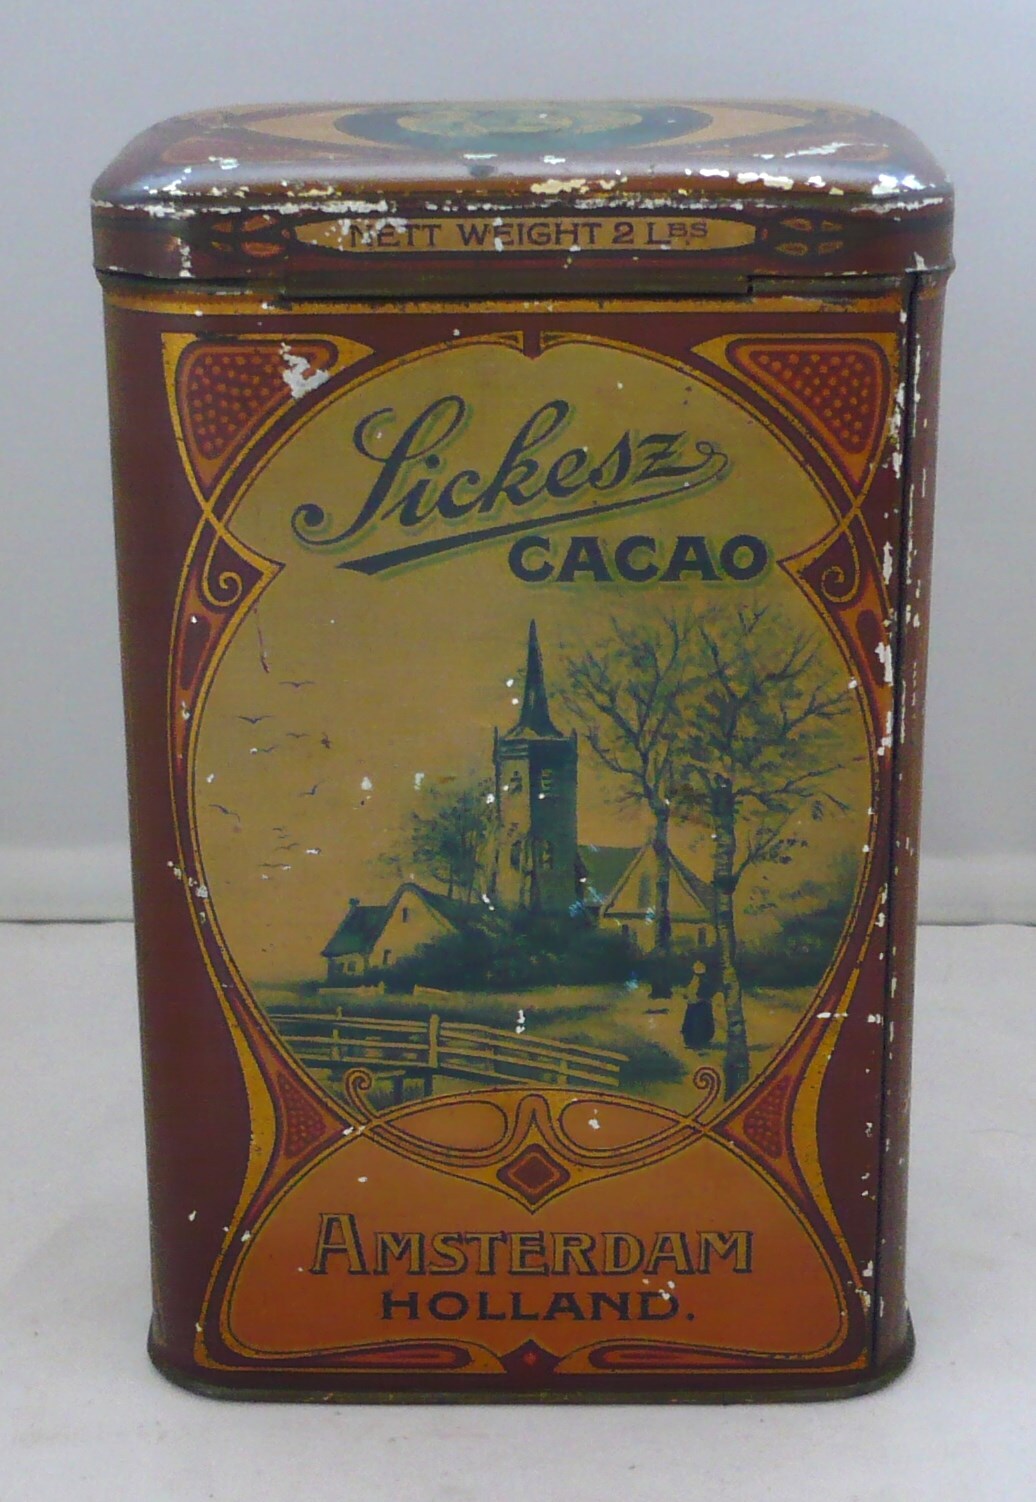 NETT WEIGHT 2 LBS
Sickesz
CACAO
AMSTERDAM
HOLLAND.